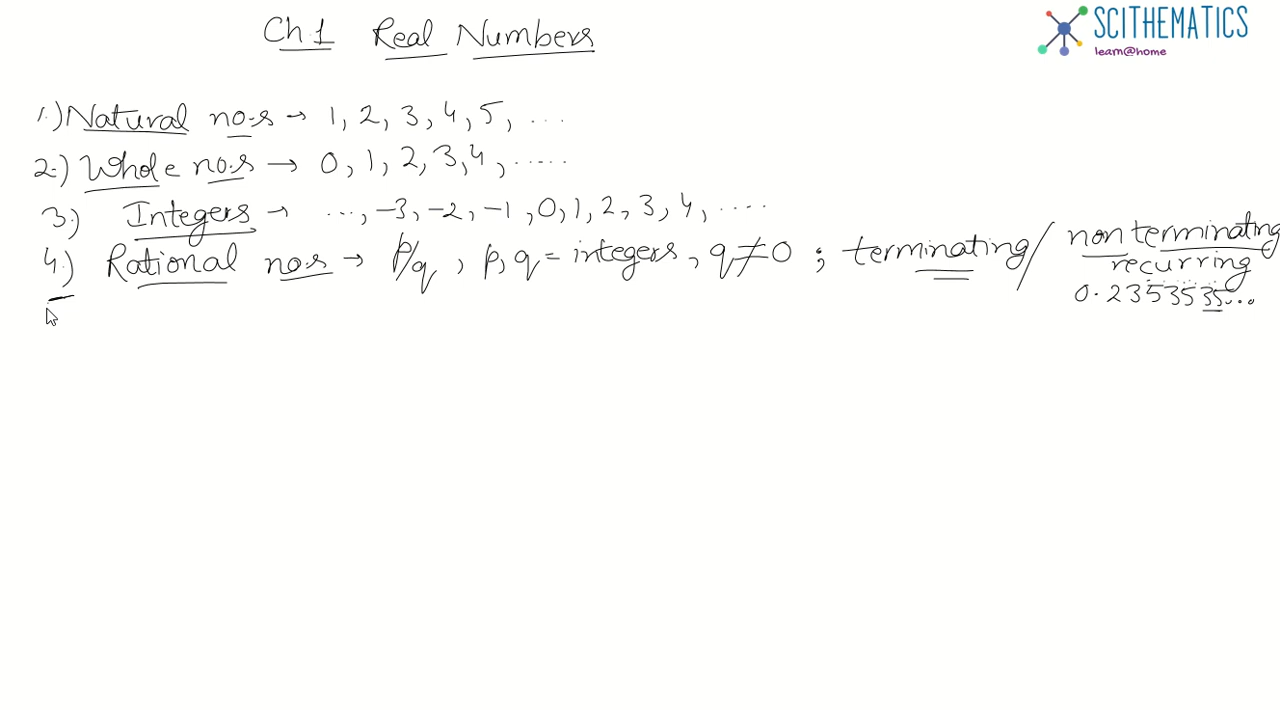 Ch.1 Real Numbers
SCITHEMATICS
learn@home
1.) Natural no.s → 1, 2, 3, 4, 5, ...
2.) Whole no.s → 0, 1, 2, 3, 4, .....
3.) Integers → ..., -3, -2, -1, 0, 1, 2, 3, 4, ....
4.) Rational no.s → p/q, p, q = integers, q ≠ 0 ; terminating / non terminating
recurring
0.2353535...